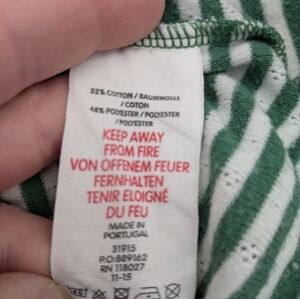 52% COTTON / BAUMWOLLE
/ COTON
48% POLYESTER / POLYESTER
/ POLYESTER
KEEP AWAY
FROM FIRE
VON OFFENEM FEUER
FERNHALTEN
TENIR ELOIGNÉ
DU FEU
MADE IN
PORTUGAL
31915
P.O:889162
RN 118027
11-15